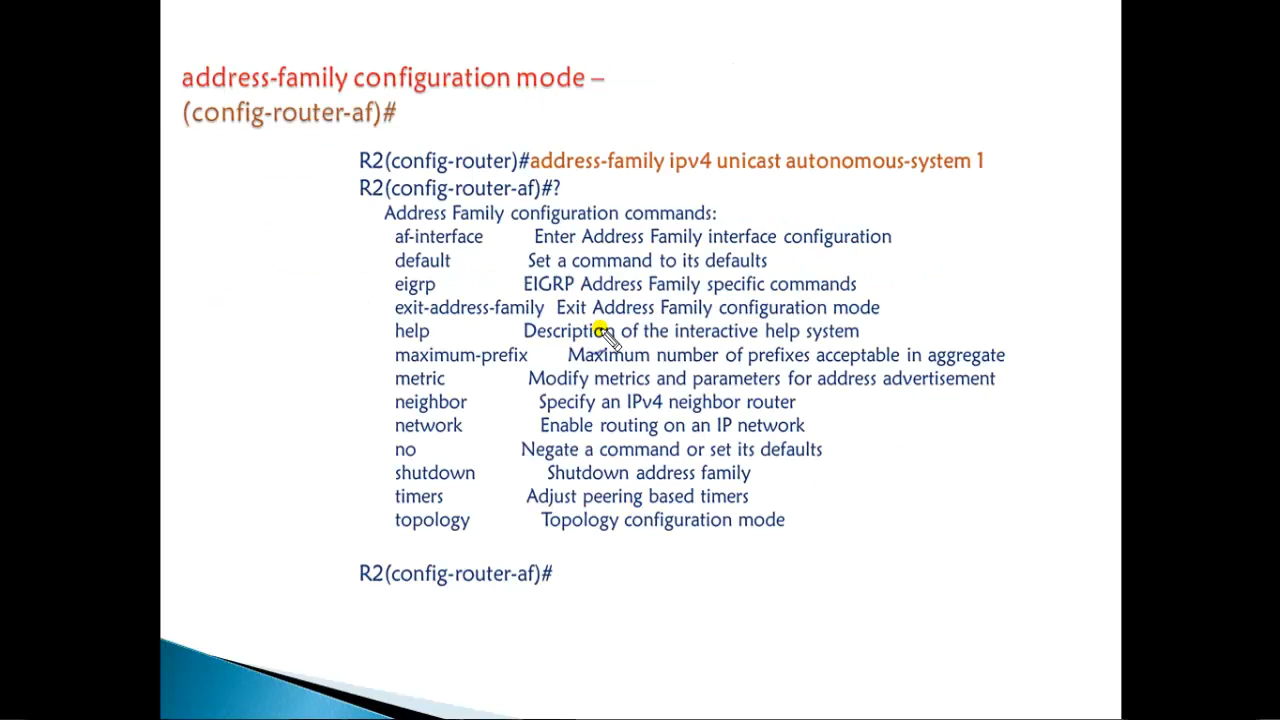 address-family configuration mode –
(config-router-af)#
R2(config-router)#address-family ipv4 unicast autonomous-system 1
R2(config-router-af)#?
Address Family configuration commands:
af-interface Enter Address Family interface configuration
default Set a command to its defaults
eigrp EIGRP Address Family specific commands
exit-address-family Exit Address Family configuration mode
help Description of the interactive help system
maximum-prefix Maximum number of prefixes acceptable in aggregate
metric Modify metrics and parameters for address advertisement
neighbor Specify an IPv4 neighbor router
network Enable routing on an IP network
no Negate a command or set its defaults
shutdown Shutdown address family
timers Adjust peering based timers
topology Topology configuration mode
R2(config-router-af)#